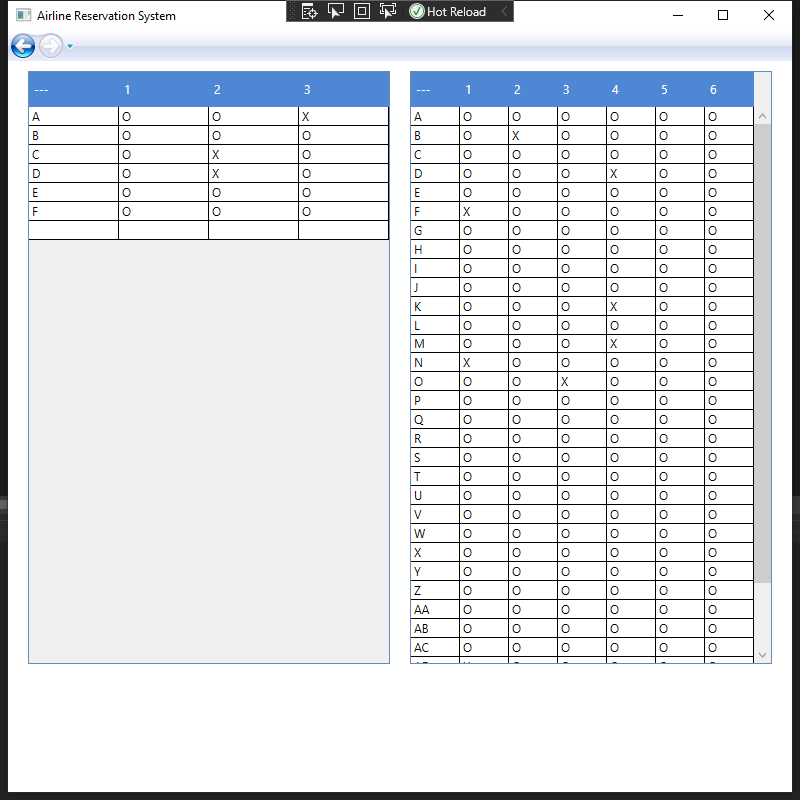 Airline Reservation System
Hot Reload
--- 1 2 3
A O O X
B O O O
C O X O
D O X O
E O O O
F O O O
--- 1 2 3 4 5 6
A O O O O O O
B O X O O O O
C O O O O O O
D O O O X O O
E O O O O O O
F X O O O O O
G O O O O O O
H O O O O O O
I O O O O O O
J O O O O O O
K O O O X O O
L O O O O O O
M O O O X O O
N X O O O O O
O O O X O O O
P O O O O O O
Q O O O O O O
R O O O O O O
S O O O O O O
T O O O O O O
U O O O O O O
V O O O O O O
W O O O O O O
X O O O O O O
Y O O O O O O
Z O O O O O O
AA O O O O O O
AB O O O O O O
AC O O O O O O